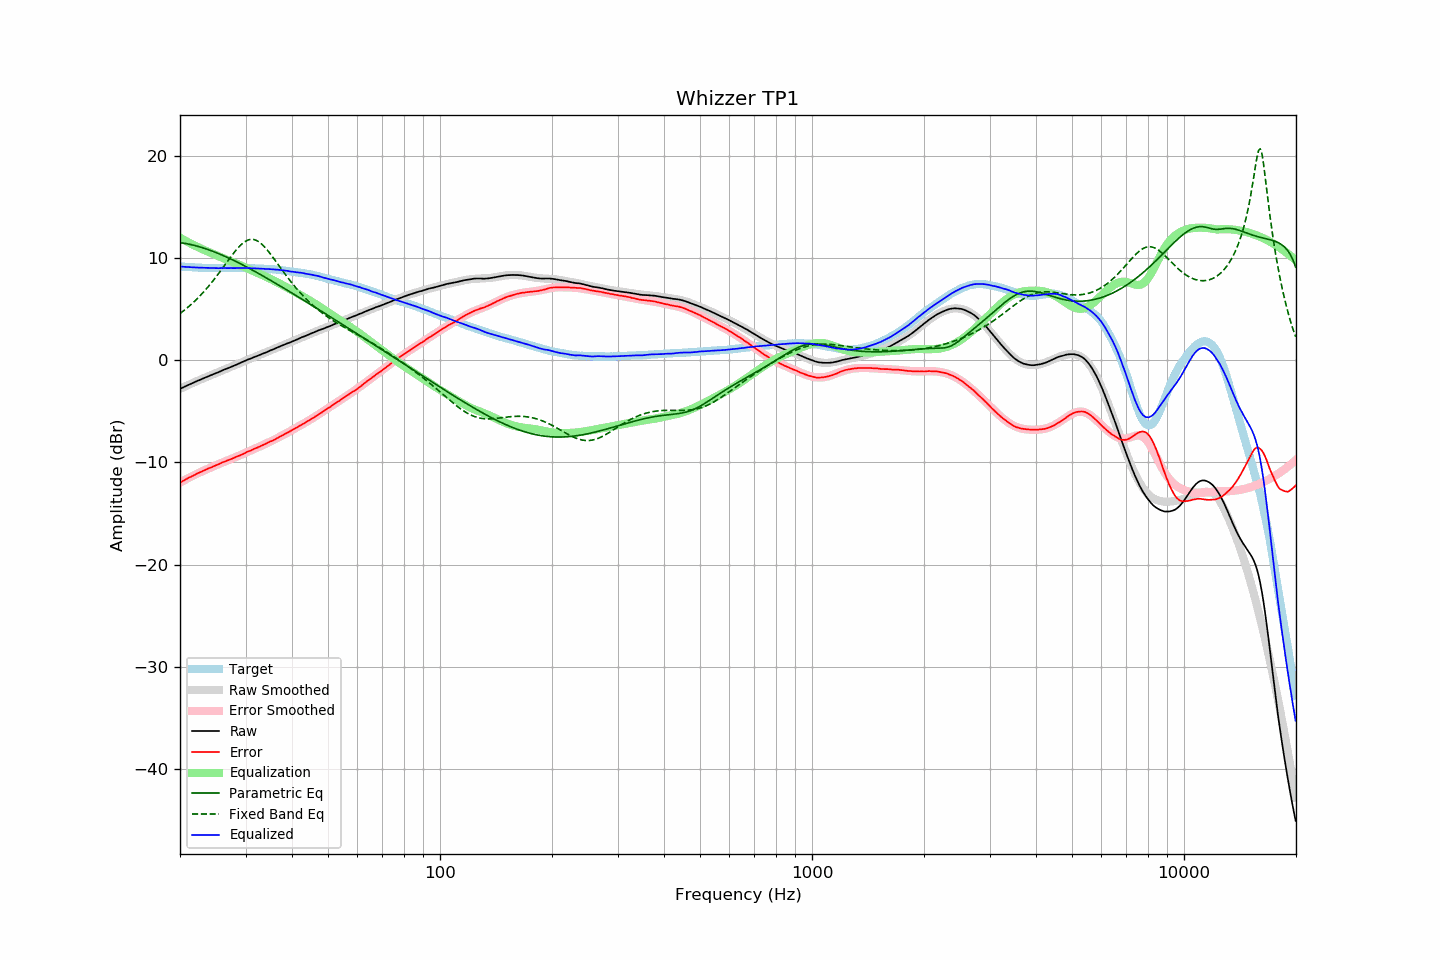 Whizzer TP1
20
10
0
−10
−20
−30
−40
Amplitude (dBr)
Target
Raw Smoothed
Error Smoothed
Raw
Error
Equalization
Parametric Eq
Fixed Band Eq
Equalized
100
1000
10000
Frequency (Hz)